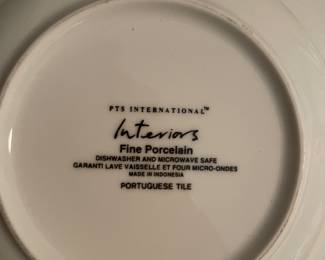 PTS INTERNATIONAL™
Interiors
Fine Porcelain
DISHWASHER AND MICROWAVE SAFE
GARANTI LAVE VAISSELLE ET FOUR MICRO-ONDES
MADE IN INDONESIA
PORTUGUESE TILE